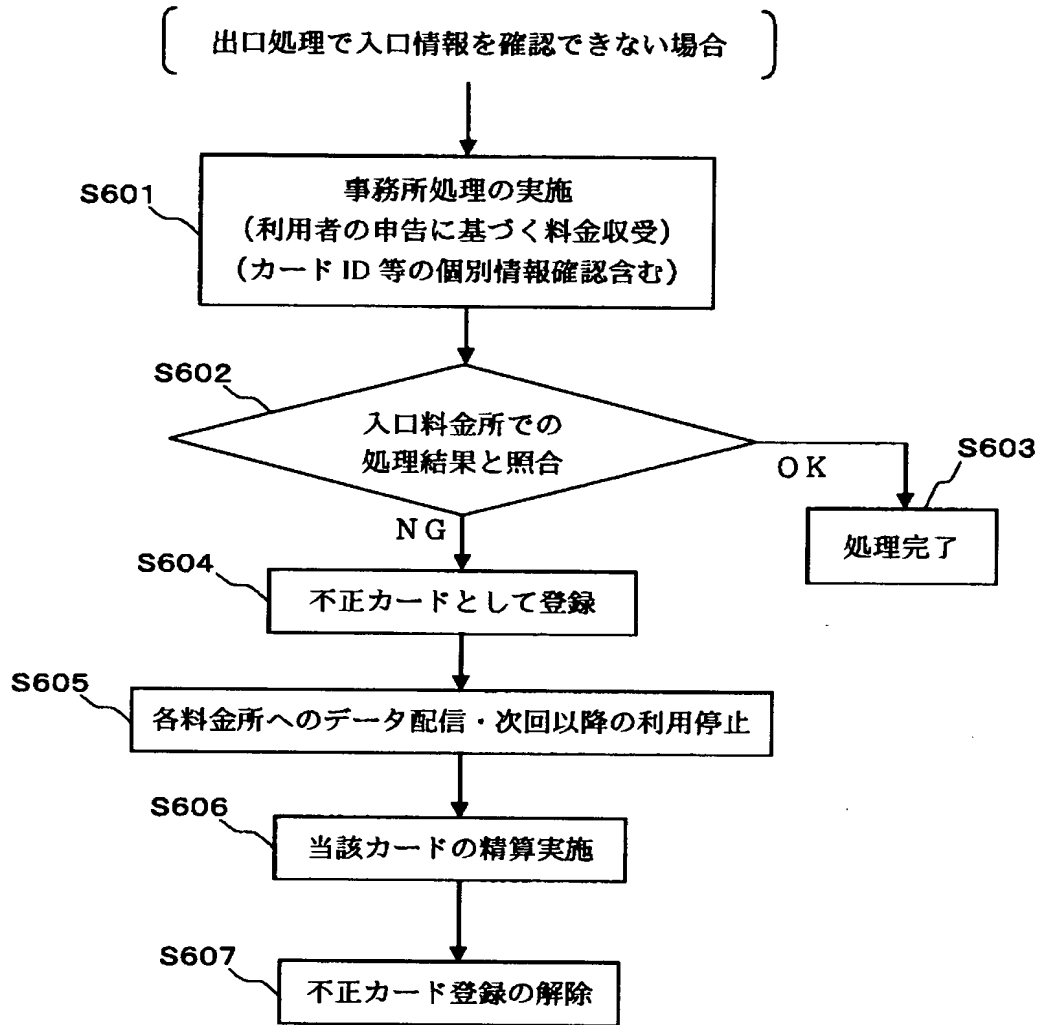 出口処理で入口情報を確認できない場合
S601
事務所処理の実施
(利用者の申告に基づく料金収受)
(カード ID 等の個別情報確認含む)
S602
入口料金所での
処理結果と照合
OK
S603
処理完了
NG
S604
不正カードとして登録
S605
各料金所へのデータ配信・次回以降の利用停止
S606
当該カードの精算実施
S607
不正カード登録の解除